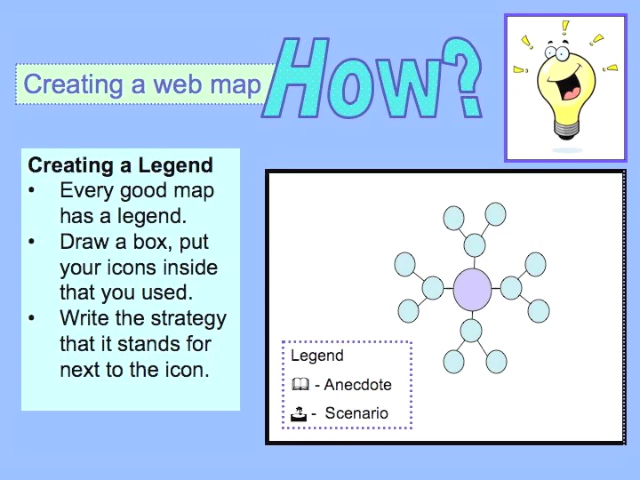 Creating a web map
How?
Creating a Legend
• Every good map
has a legend.
• Draw a box, put
your icons inside
that you used.
• Write the strategy
that it stands for
next to the icon.
Legend
- Anecdote
- Scenario